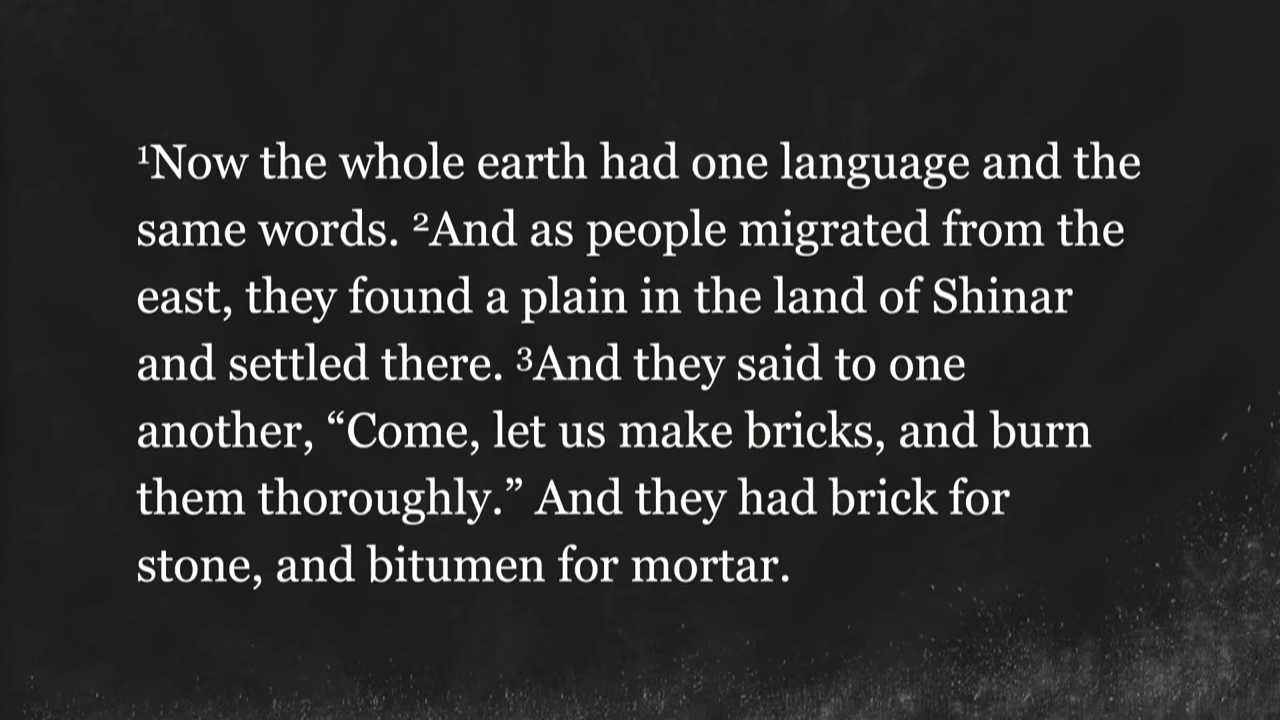 ¹Now the whole earth had one language and the
same words. ²And as people migrated from the
east, they found a plain in the land of Shinar
and settled there. ³And they said to one
another, “Come, let us make bricks, and burn
them thoroughly.” And they had brick for
stone, and bitumen for mortar.